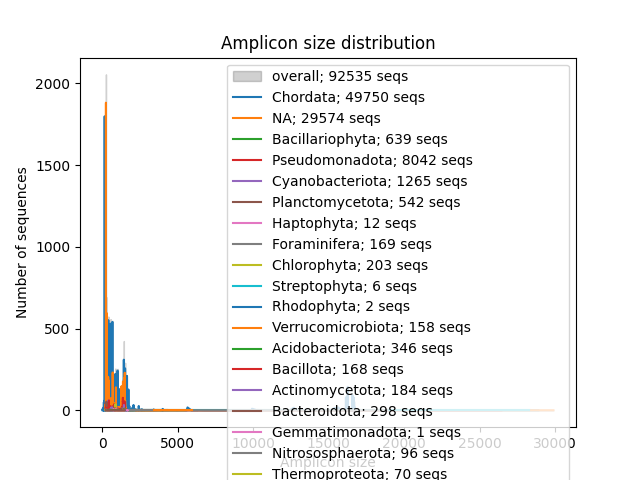 Amplicon size distribution
Number of sequences
2000
1500
1000
500
0
overall; 92535 seqs
Chordata; 49750 seqs
NA; 29574 seqs
Bacillariophyta; 639 seqs
Pseudomonadota; 8042 seqs
Cyanobacteriota; 1265 seqs
Planctomycetota; 542 seqs
Haptophyta; 12 seqs
Foraminifera; 169 seqs
Chlorophyta; 203 seqs
Streptophyta; 6 seqs
Rhodophyta; 2 seqs
Verrucomicrobiota; 158 seqs
Acidobacteriota; 346 seqs
Bacillota; 168 seqs
Actinomycetota; 184 seqs
Bacteroidota; 298 seqs
Gemmatimonadota; 1 seqs
Nitrososphaerota; 96 seqs
Thermoproteota; 70 seqs
0 5000 10000 15000 20000 25000 30000
Amplicon size